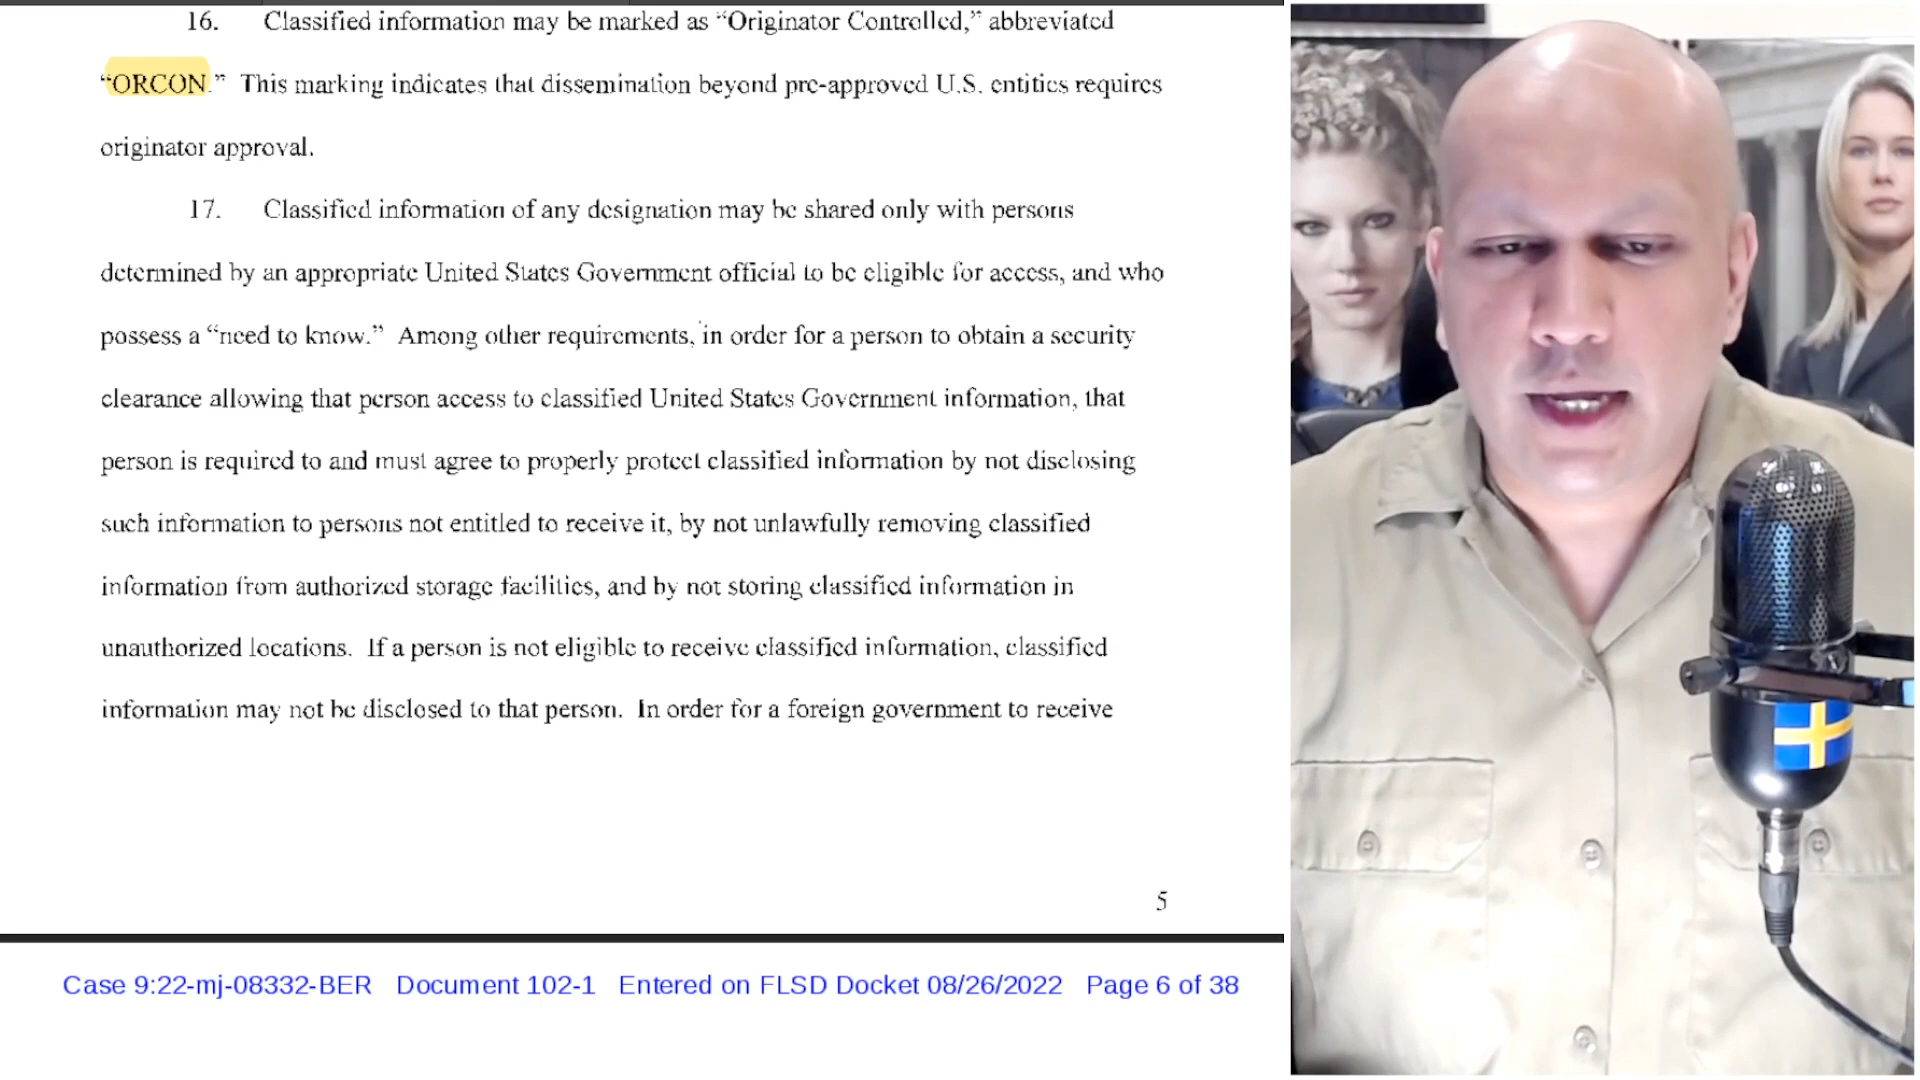 16. Classified information may be marked as “Originator Controlled,” abbreviated
“ORCON.” This marking indicates that dissemination beyond pre-approved U.S. entities requires
originator approval.
17. Classified information of any designation may be shared only with persons
determined by an appropriate United States Government official to be eligible for access, and who
possess a “need to know.” Among other requirements, in order for a person to obtain a security
clearance allowing that person access to classified United States Government information, that
person is required to and must agree to properly protect classified information by not disclosing
such information to persons not entitled to receive it, by not unlawfully removing classified
information from authorized storage facilities, and by not storing classified information in
unauthorized locations. If a person is not eligible to receive classified information, classified
information may not be disclosed to that person. In order for a foreign government to receive
5
Case 9:22-mj-08332-BER Document 102-1 Entered on FLSD Docket 08/26/2022 Page 6 of 38